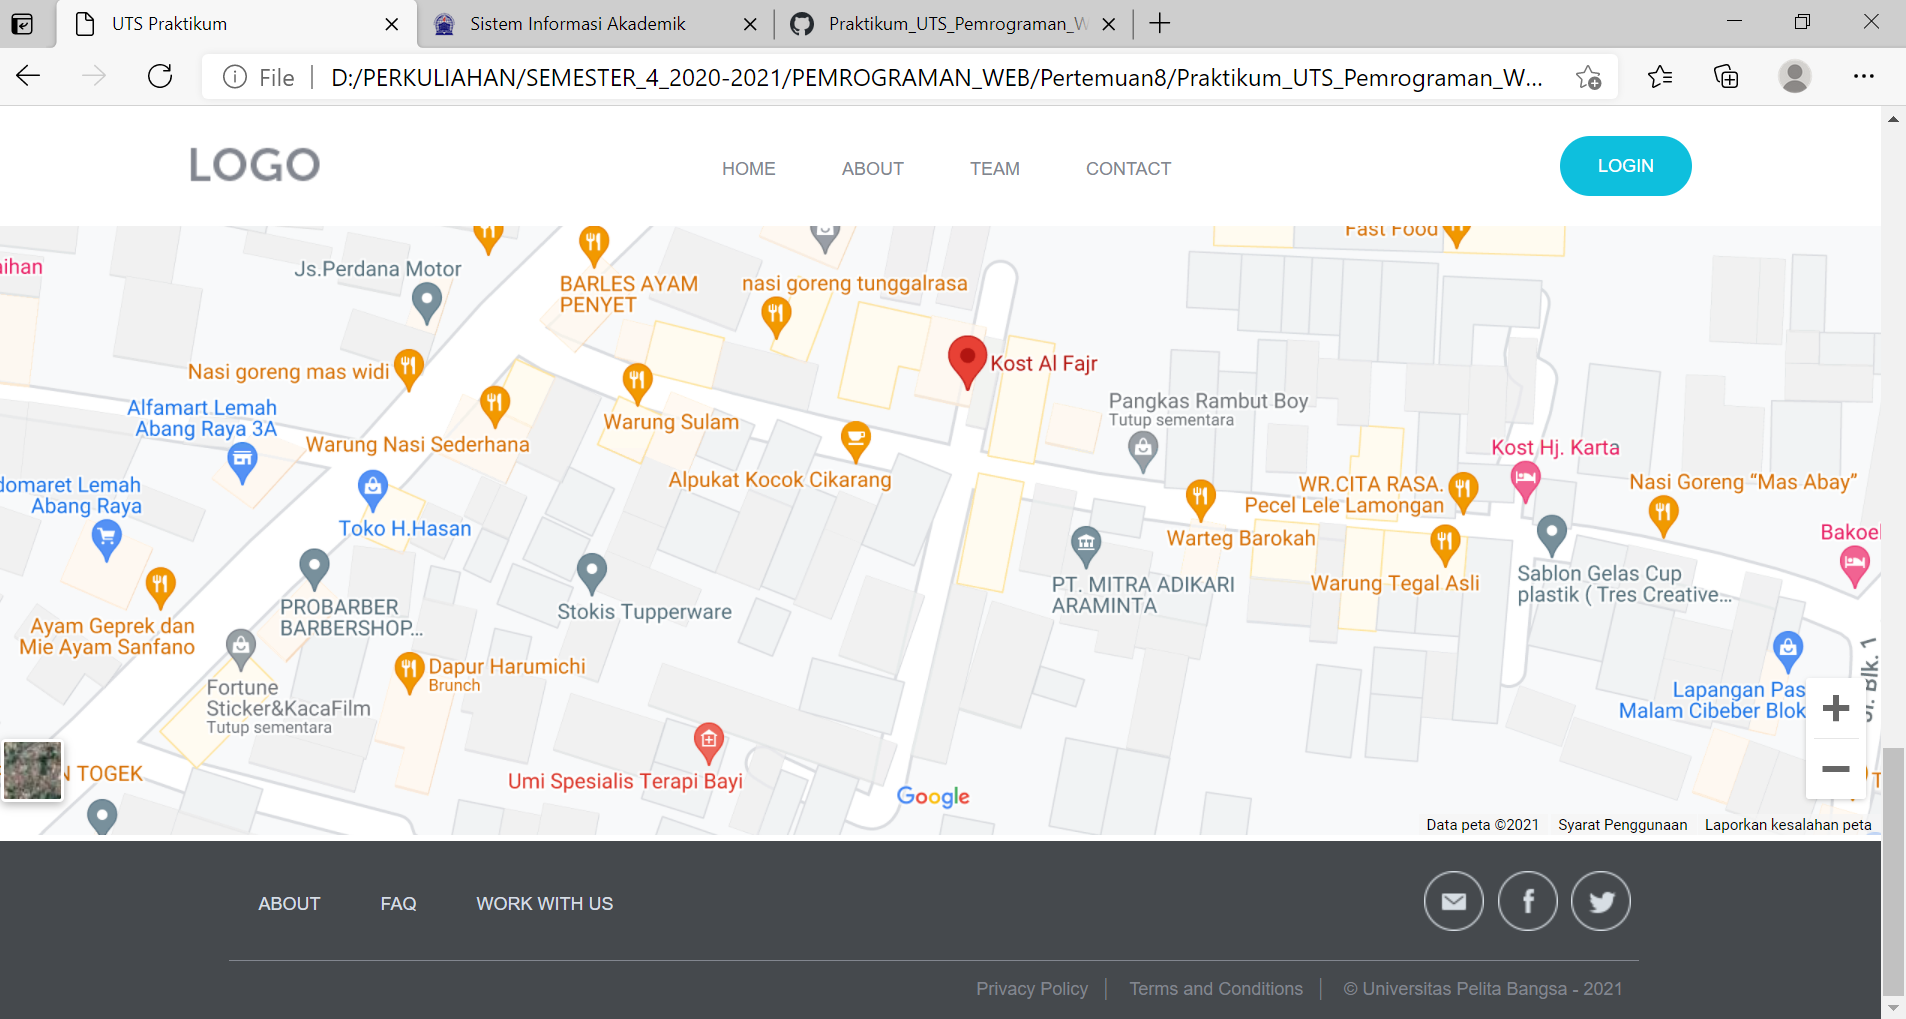 UTS Praktikum
Sistem Informasi Akademik
Praktikum_UTS_Pemrograman_W
File
D:/PERKULIAHAN/SEMESTER_4_2020-2021/PEMROGRAMAN_WEB/Pertemuan8/Praktikum_UTS_Pemrograman_W...
LOGO
HOME
ABOUT
TEAM
CONTACT
LOGIN
Fast Food
aihan
Js.Perdana Motor
BARLES AYAM
PENYET
nasi goreng tunggalrasa
Kost Al Fajr
Nasi goreng mas widi
Alfamart Lemah
Abang Raya 3A
Warung Nasi Sederhana
Warung Sulam
Pangkas Rambut Boy
Tutup sementara
Kost Hj. Karta
Alpukat Kocok Cikarang
domaret Lemah
Abang Raya
WR.CITA RASA.
Pecel Lele Lamongan
Nasi Goreng “Mas Abay”
Toko H.Hasan
Warteg Barokah
Bakoel
PT. MITRA ADIKARI
ARAMINTA
Warung Tegal Asli
Sablon Gelas Cup
plastik ( Tres Creative...
PROBARBER
BARBERSHOP...
Stokis Tupperware
Ayam Geprek dan
Mie Ayam Sanfano
Dapur Harumichi
Brunch
Fortune
Sticker&KacaFilm
Tutup sementara
Lapangan Pas
Malam Cibeber Blok
Blk. 1
N TOGEK
Umi Spesialis Terapi Bayi
Google
Data peta ©2021
Syarat Penggunaan
Laporkan kesalahan peta
ABOUT
FAQ
WORK WITH US
Privacy Policy
Terms and Conditions
© Universitas Pelita Bangsa - 2021